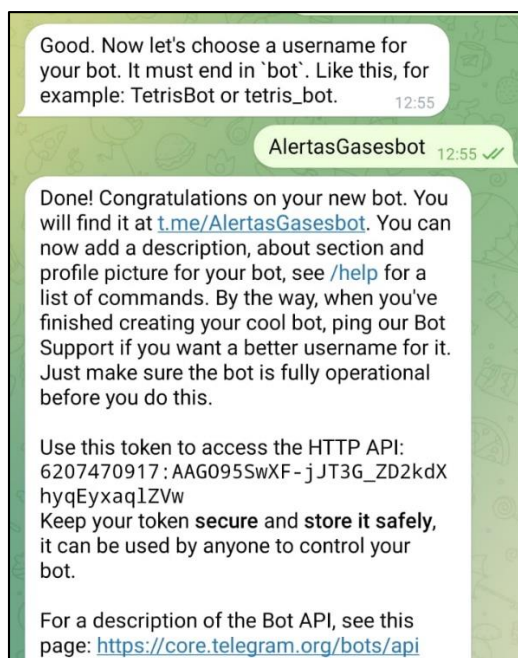 Good. Now let's choose a username for
your bot. It must end in `bot`. Like this, for
example: TetrisBot or tetris_bot.
12:55
AlertasGasesbot
12:55
Done! Congratulations on your new bot. You
will find it at t.me/AlertasGasesbot. You can
now add a description, about section and
profile picture for your bot, see /help for a
list of commands. By the way, when you've
finished creating your cool bot, ping our Bot
Support if you want a better username for it.
Just make sure the bot is fully operational
before you do this.
Use this token to access the HTTP API:
6207470917:AAGO95SwXF-jJT3G_ZD2kdX
hyqEyxaqlZVw
Keep your token secure and store it safely,
it can be used by anyone to control your
bot.
For a description of the Bot API, see this
page: https://core.telegram.org/bots/api